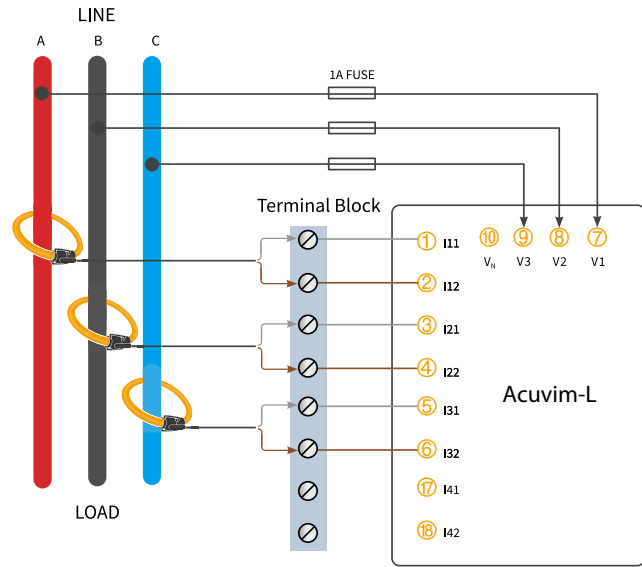 LINE
A B C
1A FUSE
Terminal Block
⑩ ⑨ ⑧ ⑦
VN V3 V2 V1
① I11
② I12
③ I21
④ I22
⑤ I31
⑥ I32
⑰ I41
⑱ I42
Acuvim-L
LOAD